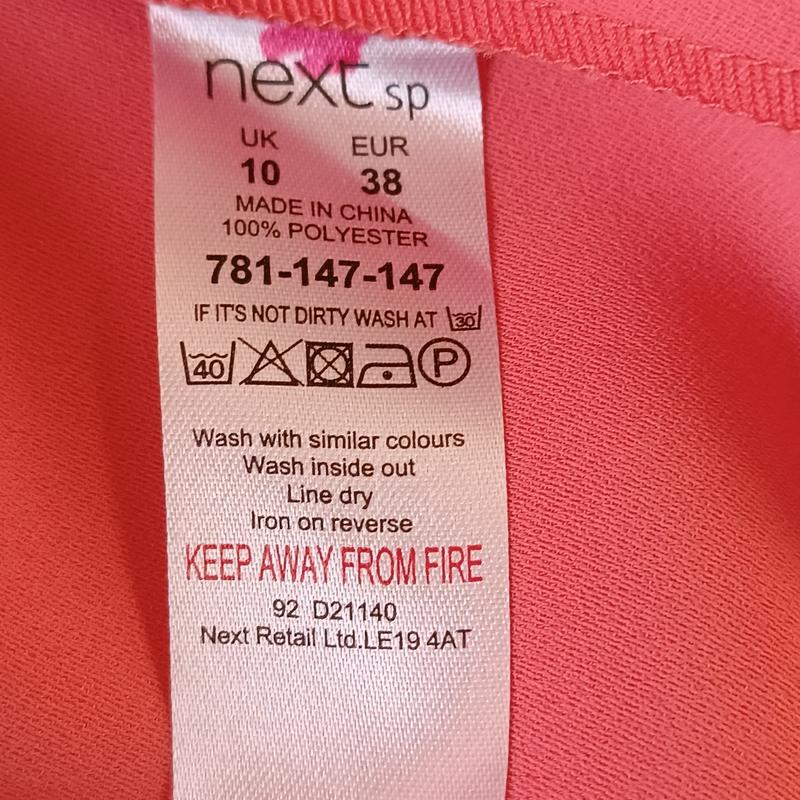 next sp
UK EUR
10 38
MADE IN CHINA
100% POLYESTER
781-147-147
IF IT'S NOT DIRTY WASH AT 30
40 P
Wash with similar colours
Wash inside out
Line dry
Iron on reverse
KEEP AWAY FROM FIRE
92 D21140
Next Retail Ltd.LE19 4AT